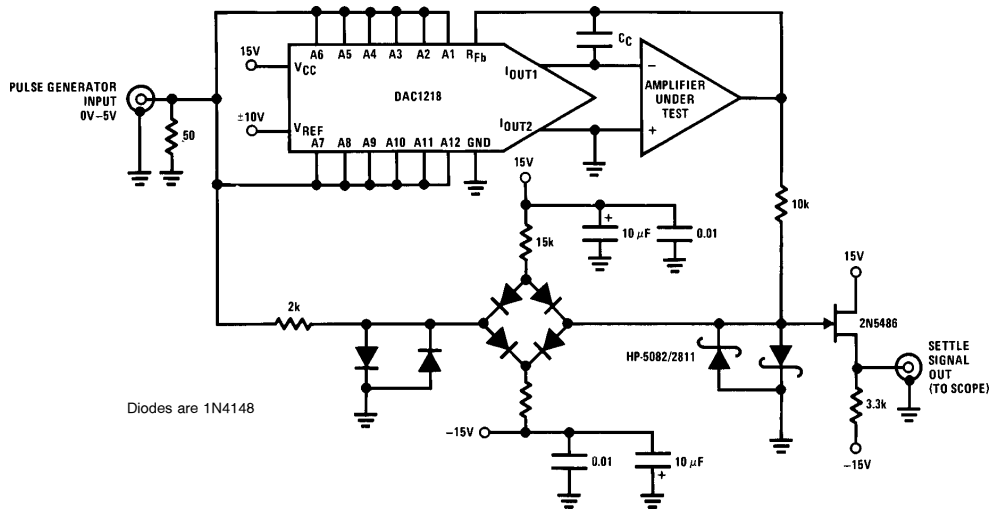 15V
A6 A5 A4 A3 A2 A1 RFb
CC
VCC
IOUT1
−
PULSE GENERATOR
INPUT
0V–5V
DAC1218
AMPLIFIER
UNDER
TEST
50
±10V
VREF
IOUT2
+
A7 A8 A9 A10 A11 A12 GND
15V
10k
15k
+
10 μF
0.01
15V
2k
2N5486
HP-5082/2811
SETTLE
SIGNAL
OUT
(TO SCOPE)
Diodes are 1N4148
3.3k
−15V
0.01
10 μF
+
−15V